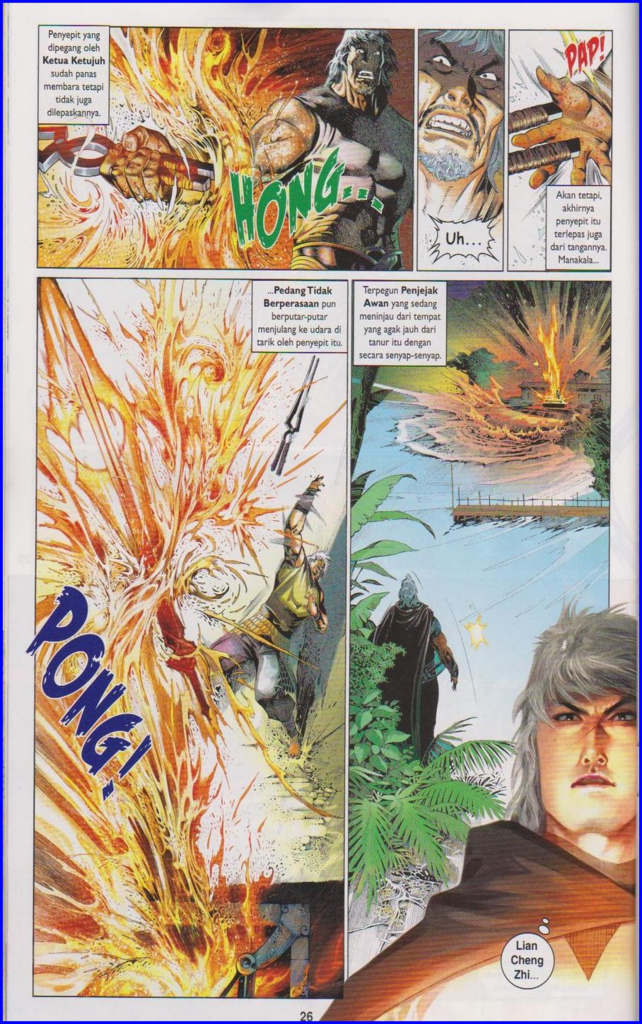 Penyepit yang
dipegang oleh
Ketua Ketujuh
sudah panas
membara tetapi
tidak juga
dilepaskannya.
HONG...
Uh...
PAP!
Akan tetapi,
akhirnya
penyepit itu
terlepas juga
dari tangannya.
Manakala...
...Pedang Tidak
Berperasaan pun
berputar-putar
menjulang ke udara di
tarik oleh penyepit itu.
PONG!
Terpegun Penjejak
Awan yang sedang
meninjau dari tempat
yang agak jauh dari
tanur itu dengan
secara senyap-senyap.
Lian
Cheng
Zhi...
26